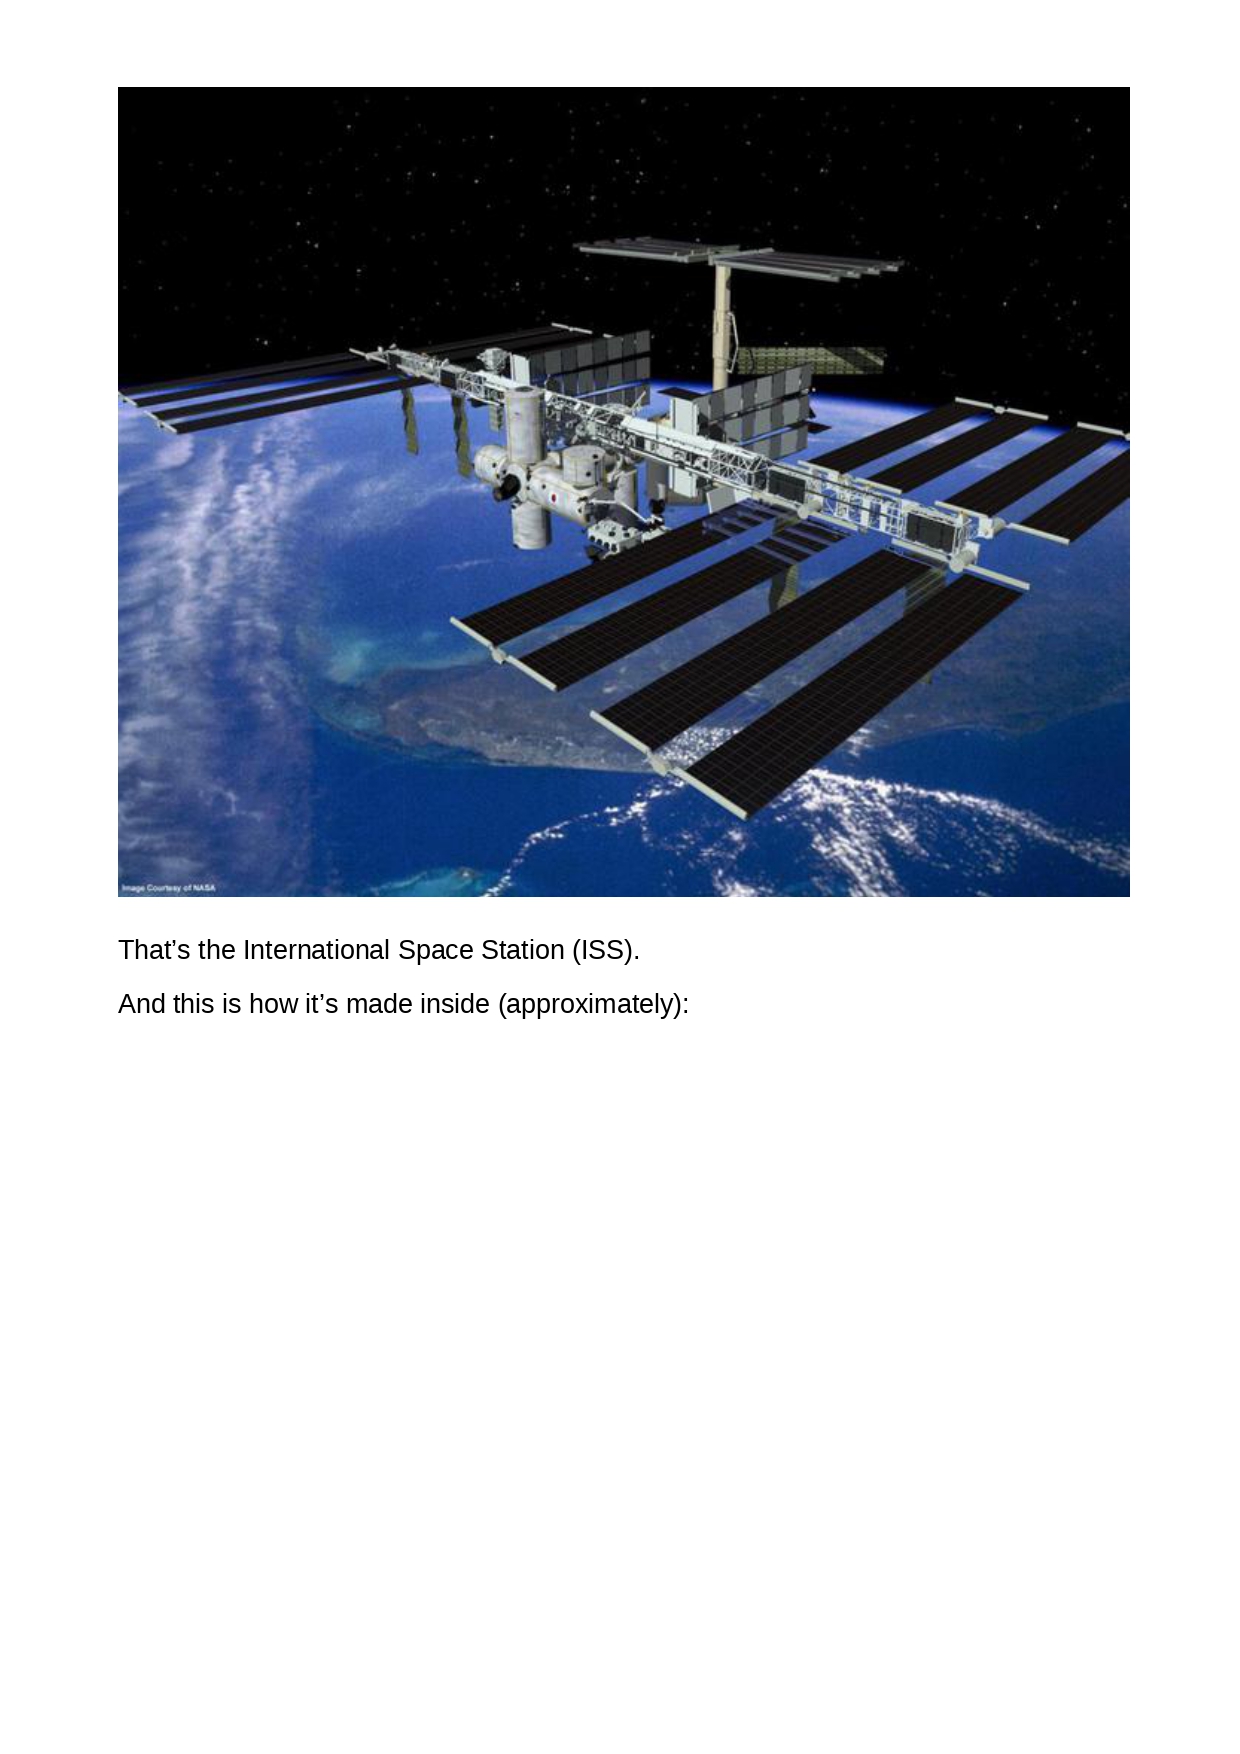 Image Courtesy of NASA
That’s the International Space Station (ISS).
And this is how it’s made inside (approximately):